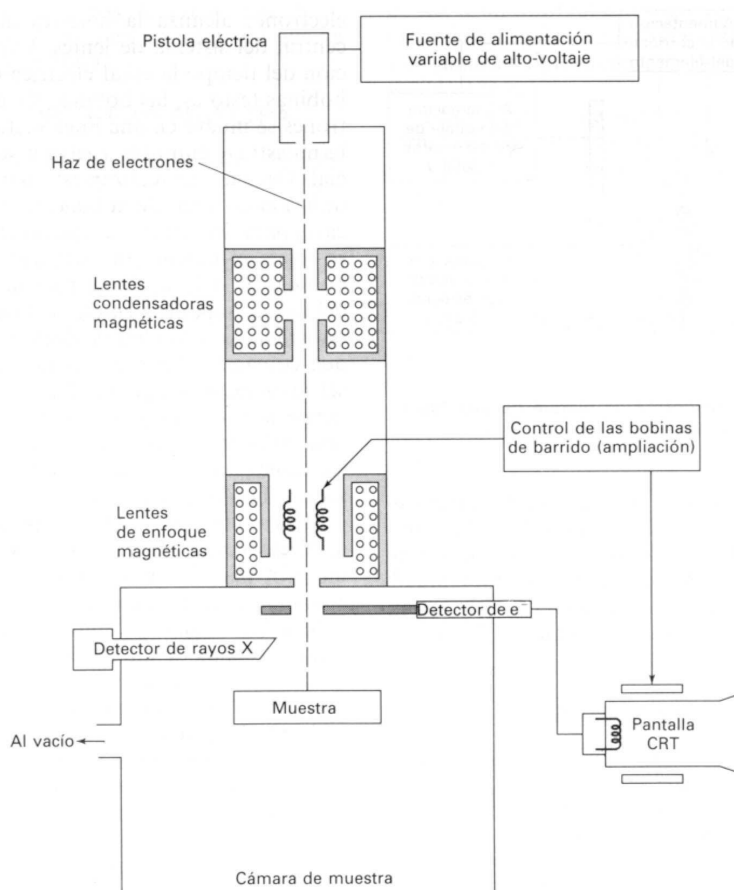 Pistola eléctrica
Fuente de alimentación
variable de alto-voltaje
Haz de electrones
Lentes
condensadoras
magnéticas
Control de las bobinas
de barrido (ampliación)
Lentes
de enfoque
magnéticas
Detector de e⁻
Detector de rayos X
Muestra
Pantalla
CRT
Al vacío
Cámara de muestra